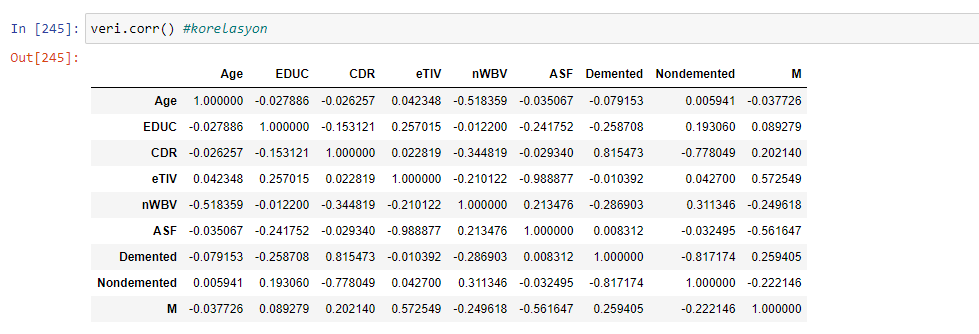 In [245]: veri.corr() #korelasyon
Out[245]:
Age EDUC CDR eTIV nWBV ASF Demented Nondemented M
Age 1.000000 -0.027886 -0.026257 0.042348 -0.518359 -0.035067 -0.079153 0.005941 -0.037726
EDUC -0.027886 1.000000 -0.153121 0.257015 -0.012200 -0.241752 -0.258708 0.193060 0.089279
CDR -0.026257 -0.153121 1.000000 0.022819 -0.344819 -0.029340 0.815473 -0.778049 0.202140
eTIV 0.042348 0.257015 0.022819 1.000000 -0.210122 -0.988877 -0.010392 0.042700 0.572549
nWBV -0.518359 -0.012200 -0.344819 -0.210122 1.000000 0.213476 -0.286903 0.311346 -0.249618
ASF -0.035067 -0.241752 -0.029340 -0.988877 0.213476 1.000000 0.008312 -0.032495 -0.561647
Demented -0.079153 -0.258708 0.815473 -0.010392 -0.286903 0.008312 1.000000 -0.817174 0.259405
Nondemented 0.005941 0.193060 -0.778049 0.042700 0.311346 -0.032495 -0.817174 1.000000 -0.222146
M -0.037726 0.089279 0.202140 0.572549 -0.249618 -0.561647 0.259405 -0.222146 1.000000